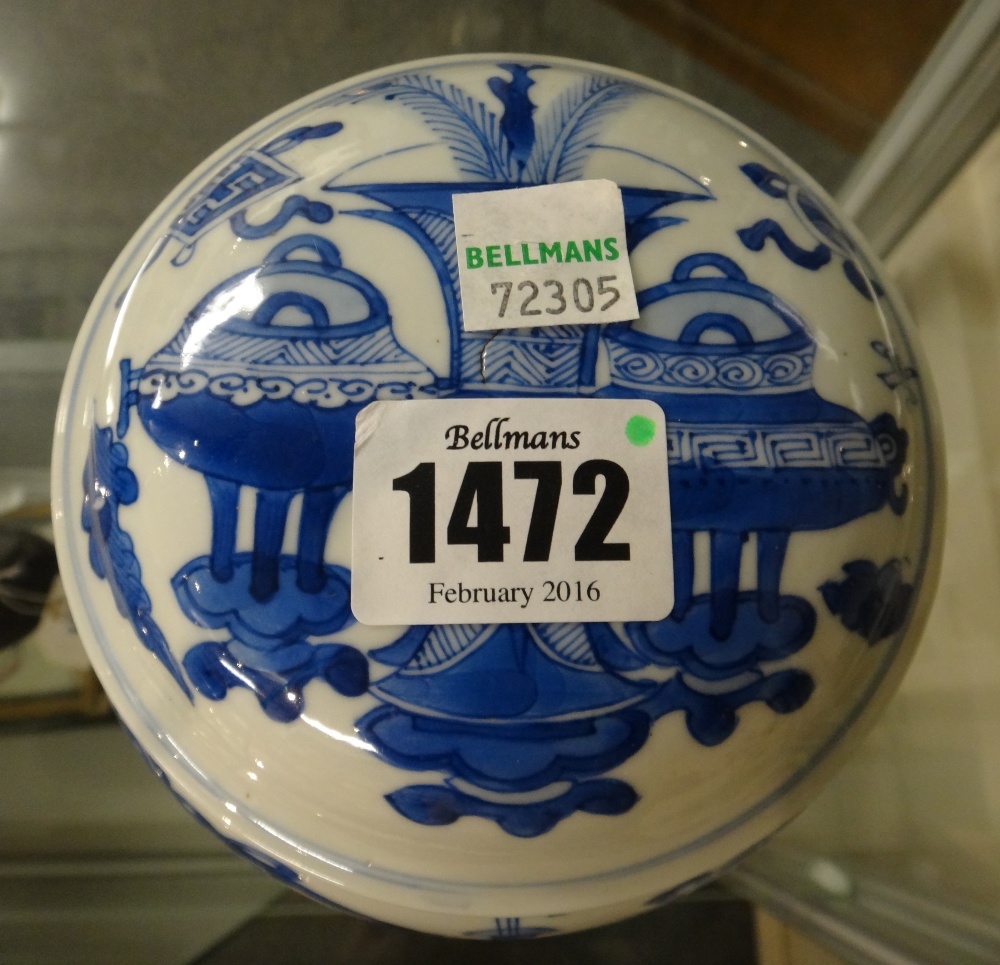 BELLMANS
72305
Bellmans
1472
February 2016